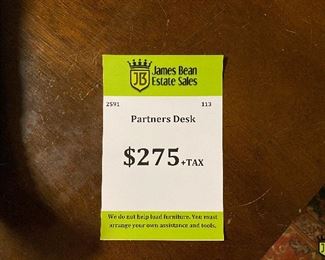 JB
James Bean
Estate Sales
2591 113
Partners Desk
$275+TAX
We do not help load furniture. You must
arrange your own assistance and tools.